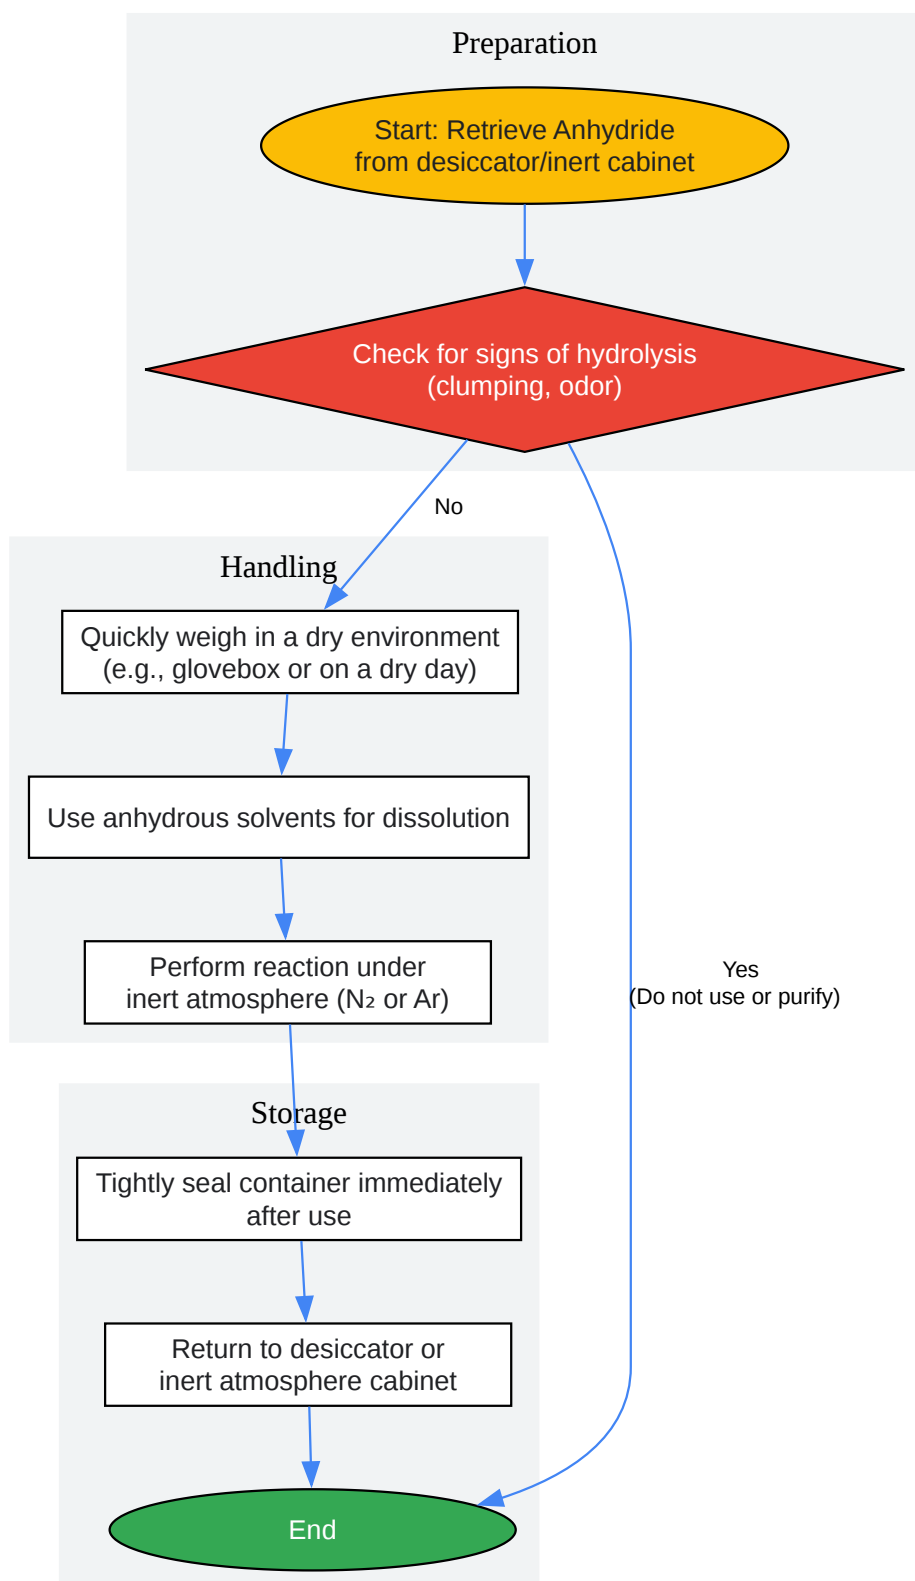 Preparation
Start: Retrieve Anhydride
from desiccator/inert cabinet
Check for signs of hydrolysis
(clumping, odor)
No
Handling
Quickly weigh in a dry environment
(e.g., glovebox or on a dry day)
Use anhydrous solvents for dissolution
Perform reaction under
inert atmosphere (N₂ or Ar)
Yes
(Do not use or purify)
Storage
Tightly seal container immediately
after use
Return to desiccator or
inert atmosphere cabinet
End